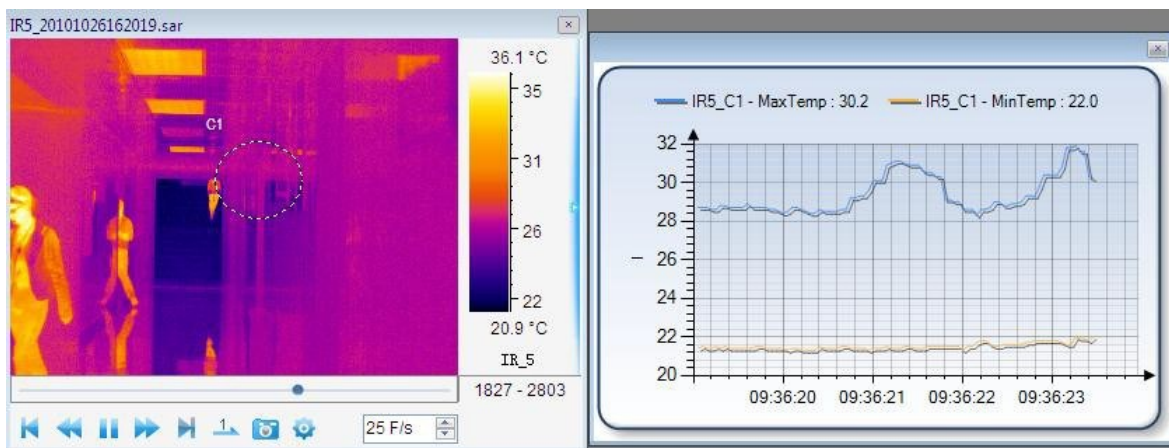 IR5_20101026162019.sar
C1
36.1 °C
35
31
26
22
20.9 °C
IR_5
1827 - 2803
1
25 F/s
IR5_C1 - MaxTemp : 30.2 IR5_C1 - MinTemp : 22.0
32
30
28
26
24
22
20
09:36:20 09:36:21 09:36:22 09:36:23